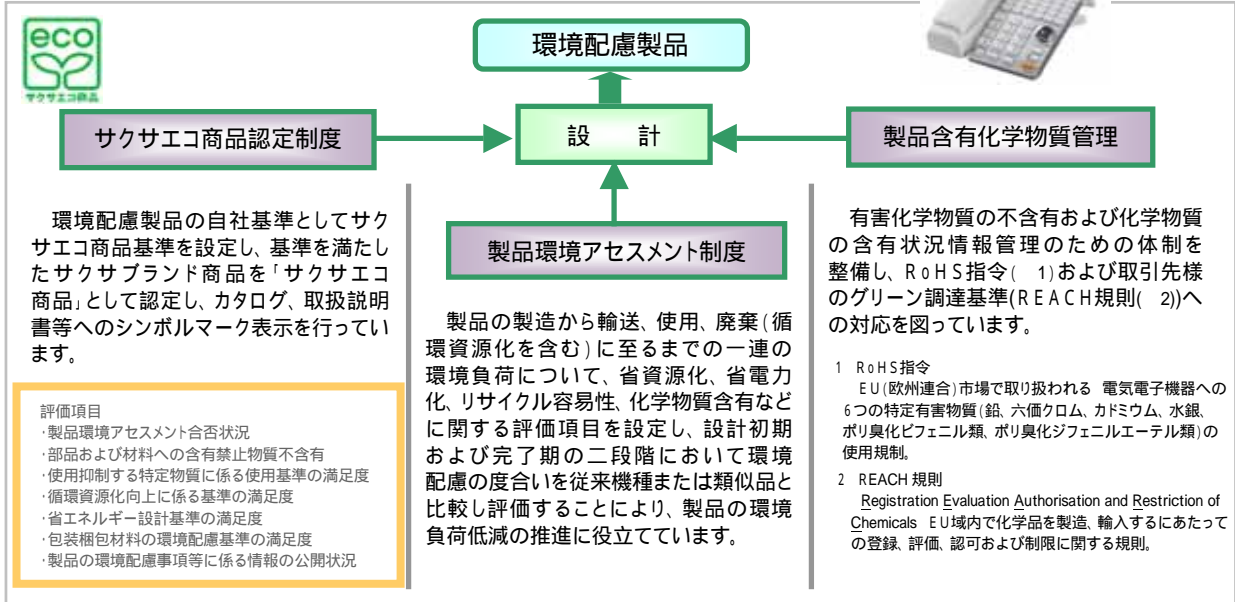 eco
サクサエコ商品
環境配慮製品
サクサエコ商品認定制度
設 計
製品含有化学物質管理
環境配慮製品の自社基準としてサク
サエコ商品基準を設定し、基準を満たし
たサクサブランド商品を「サクサエコ
商品」として認定し、カタログ、取扱説明
書等へのシンボルマーク表示を行ってい
ます。
評価項目
・製品環境アセスメント合否状況
・部品および材料への含有禁止物質不含有
・使用抑制する特定物質に係る使用基準の満足度
・循環資源化向上に係る基準の満足度
・省エネルギー設計基準の満足度
・包装梱包材料の環境配慮基準の満足度
・製品の環境配慮事項等に係る情報の公開状況
製品環境アセスメント制度
製品の製造から輸送、使用、廃棄(循
環資源化を含む)に至るまでの一連の
環境負荷について、省資源化、省電力
化、リサイクル容易性、化学物質含有など
に関する評価項目を設定し、設計初期
および完了期の二段階において環境
配慮の度合いを従来機種または類似品と
比較し評価することにより、製品の環境
負荷低減の推進に役立てています。
有害化学物質の不含有および化学物質
の含有状況情報管理のための体制を
整備し、RoHS指令( 1)および取引先様
のグリーン調達基準(REACH規則( 2))へ
の対応を図っています。
1 RoHS指令
EU(欧州連合)市場で取り扱われる 電気電子機器への
6つの特定有害物質(鉛、六価クロム、カドミウム、水銀、
ポリ臭化ビフェニル類、ポリ臭化ジフェニルエーテル類)の
使用規制。
2 REACH 規則
Registration Evaluation Authorisation and Restriction of
Chemicals EU域内で化学品を製造、輸入するにあたって
の登録、評価、認可および制限に関する規則。